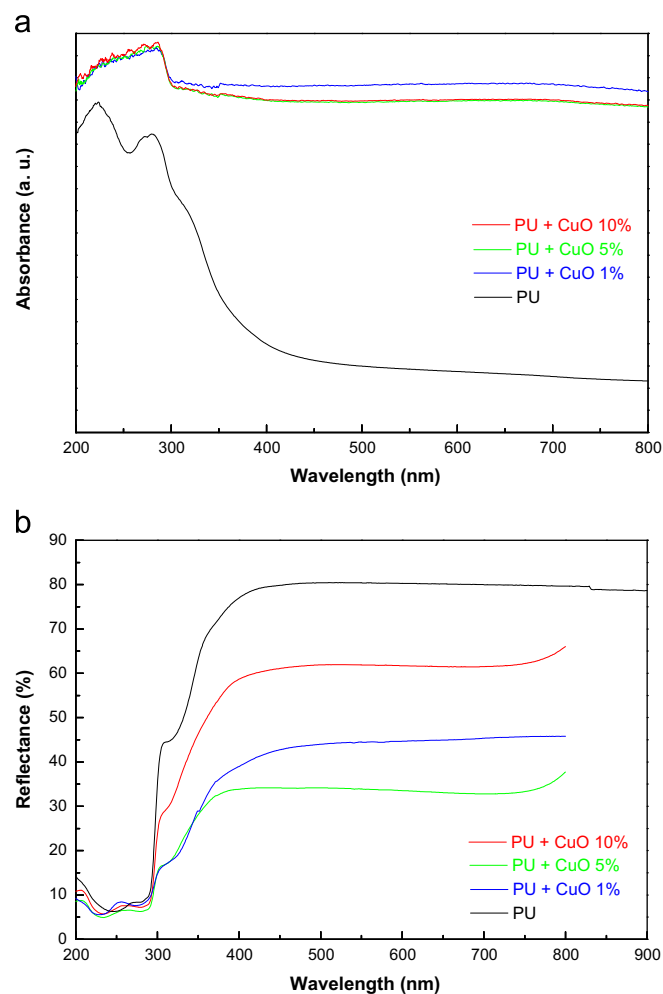 a
Absorbance (a. u.)
PU + CuO 10%
PU + CuO 5%
PU + CuO 1%
PU
200 300 400 500 600 700 800
Wavelength (nm)
b
90
80
70
60
50
40
30
20
10
0
Reflectance (%)
PU + CuO 10%
PU + CuO 5%
PU + CuO 1%
PU
200 300 400 500 600 700 800 900
Wavelength (nm)